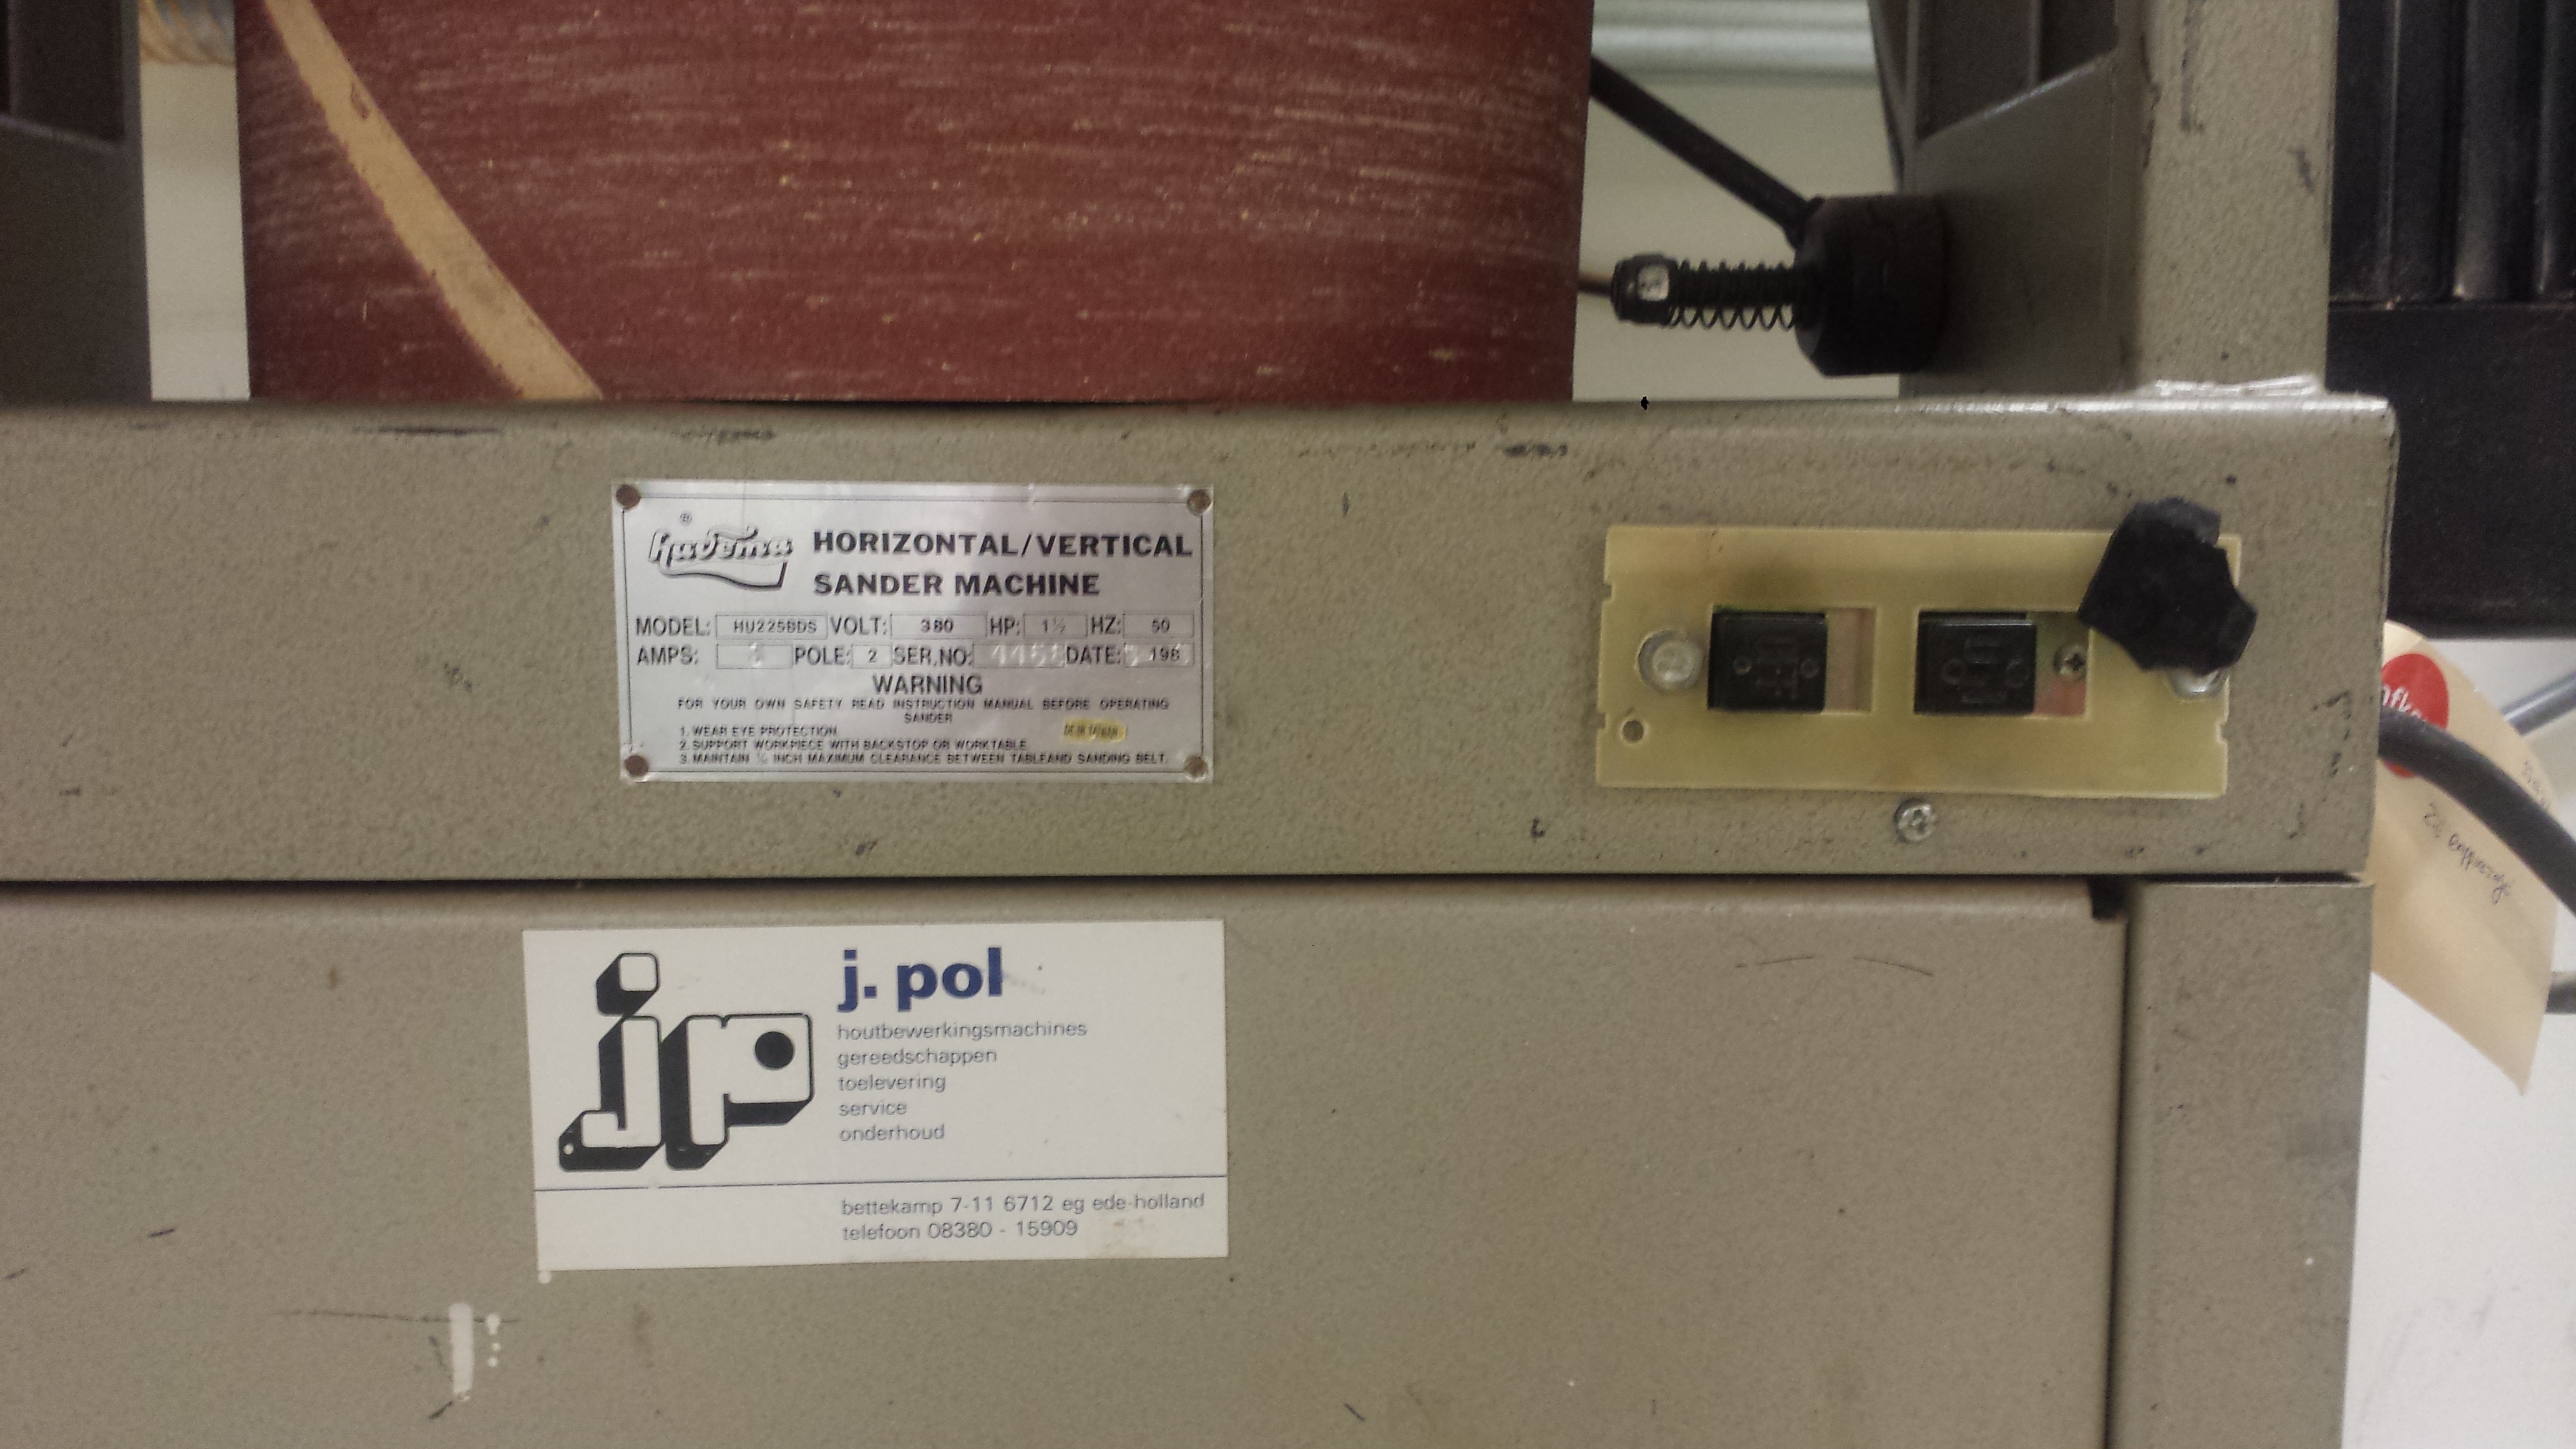 Huvema ®
HORIZONTAL/VERTICAL
SANDER MACHINE
MODEL: HU225BDS VOLT: 380 HP: 1½ HZ: 50
AMPS: POLE: 2 SER.NO: DATE: 198
WARNING
FOR YOUR OWN SAFETY READ INSTRUCTION MANUAL BEFORE OPERATING
SANDER
1. WEAR EYE PROTECTION
2. SUPPORT WORKPIECE WITH BACKSTOP OR WORKTABLE
3. MAINTAIN INCH MAXIMUM CLEARANCE BETWEEN TABLEAND SANDING BELT.
jp
j. pol
houtbewerkingsmachines
gereedschappen
toelevering
service
onderhoud
bettekamp 7-11 6712 eg ede-holland
telefoon 08380 - 15909